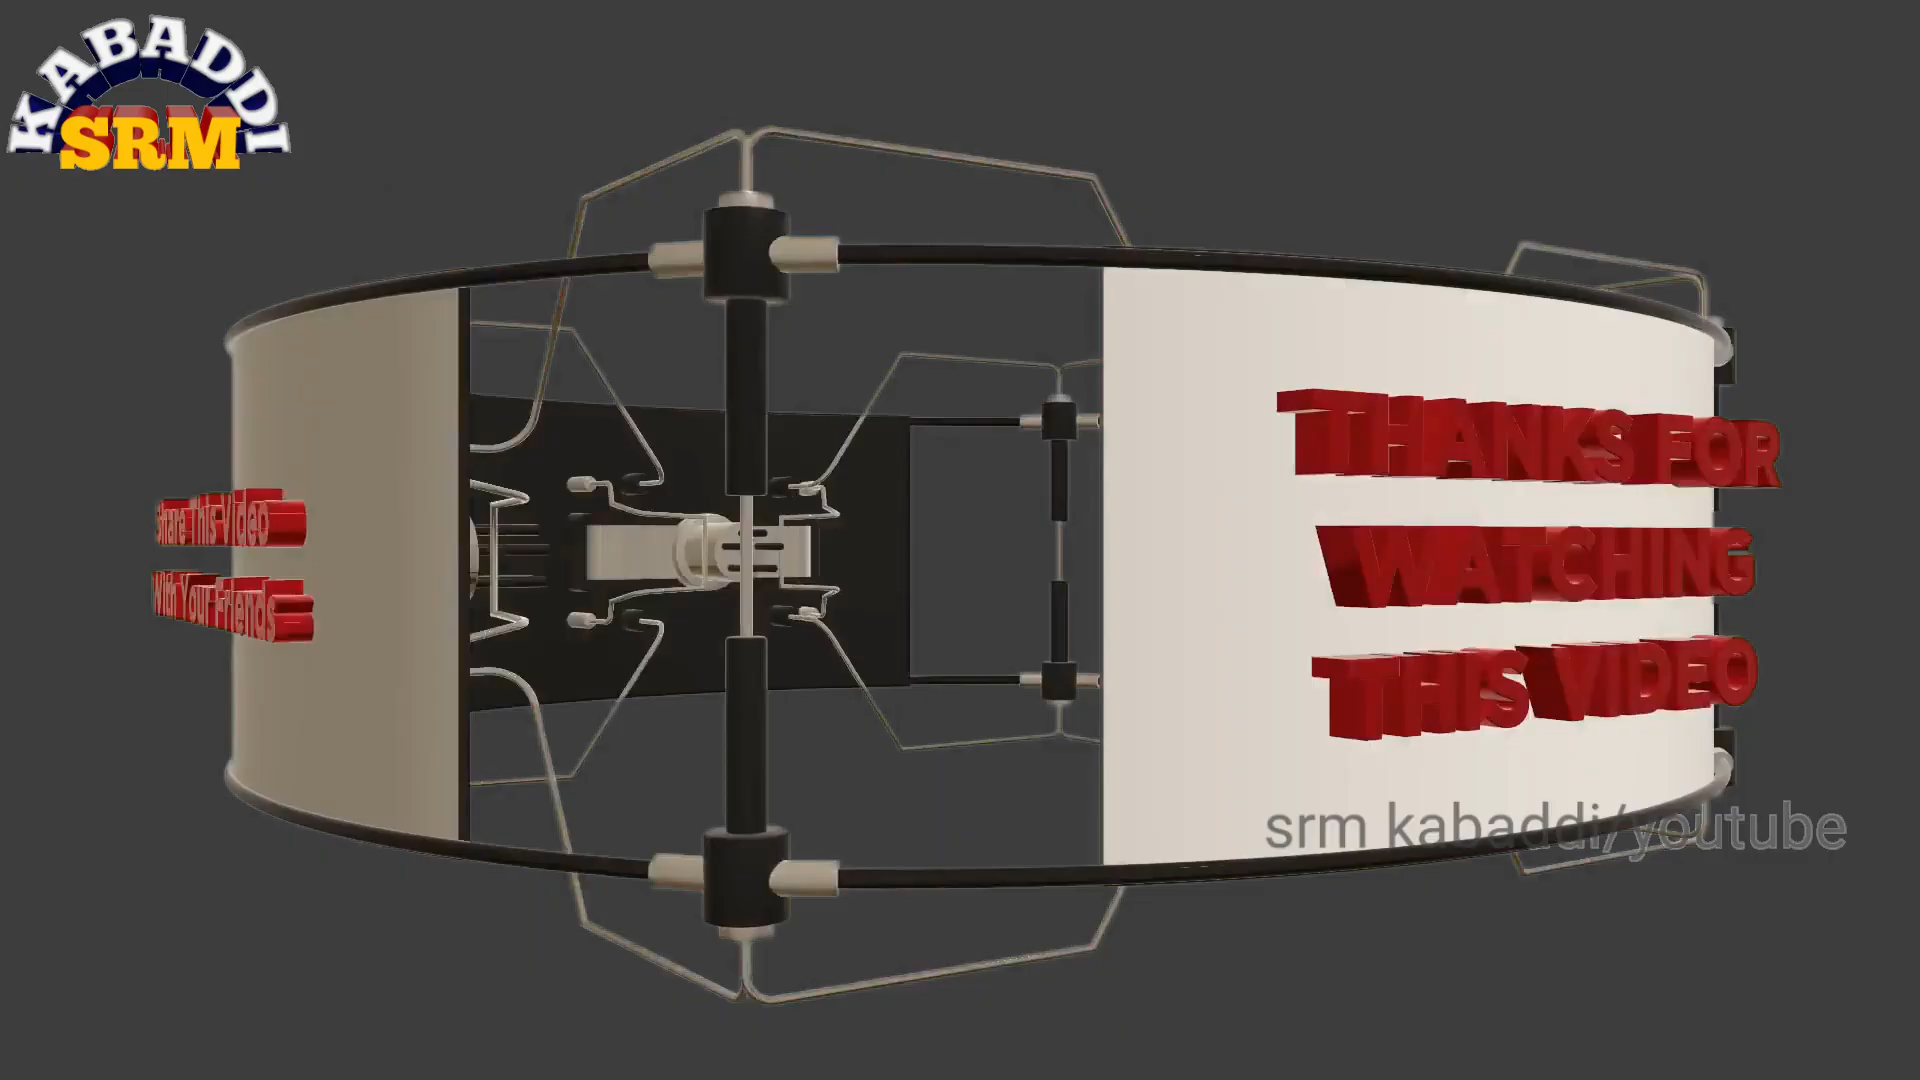 KABADDI
SRM
Share This Video
With Your Friends
THANKS FOR
WATCHING
THIS VIDEO
srm kabaddi/youtube